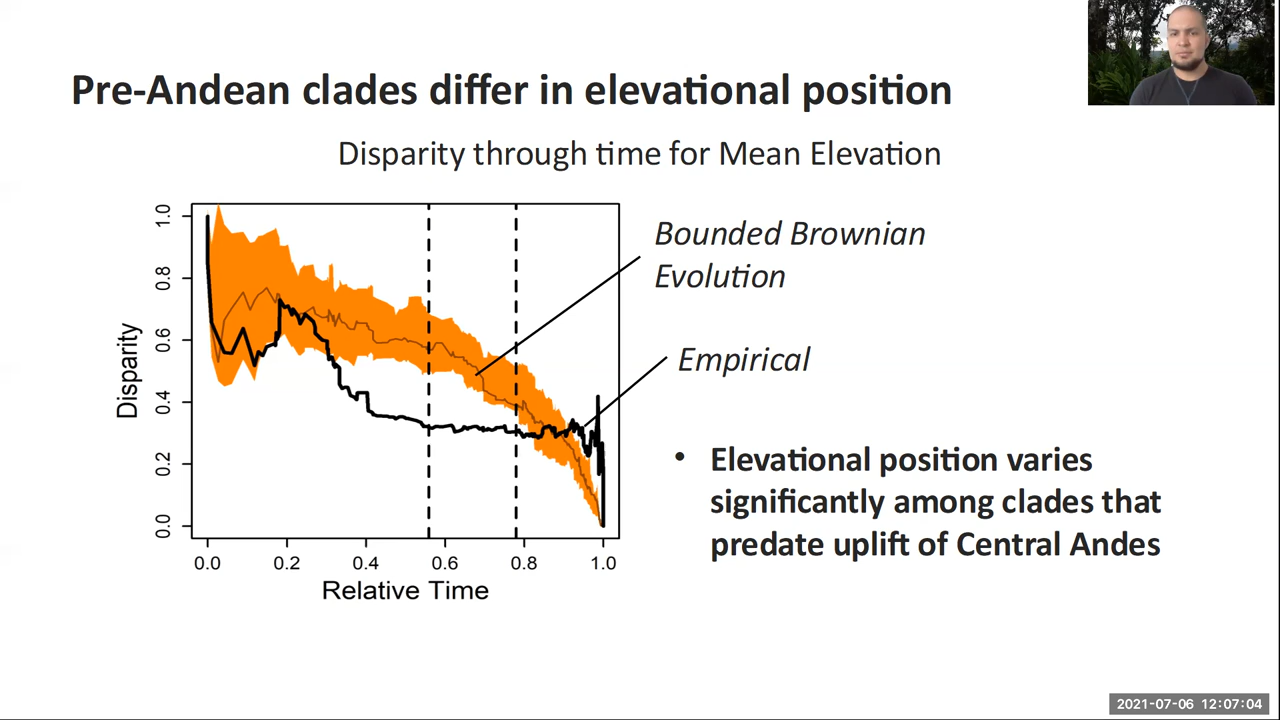 Pre-Andean clades differ in elevational position
Disparity through time for Mean Elevation
Bounded Brownian
Evolution
Empirical
Disparity
1.0
0.8
0.6
0.4
0.2
0.0
0.0 0.2 0.4 0.6 0.8 1.0
Relative Time
• Elevational position varies
significantly among clades that
predate uplift of Central Andes
2021-07-06 12:07:04